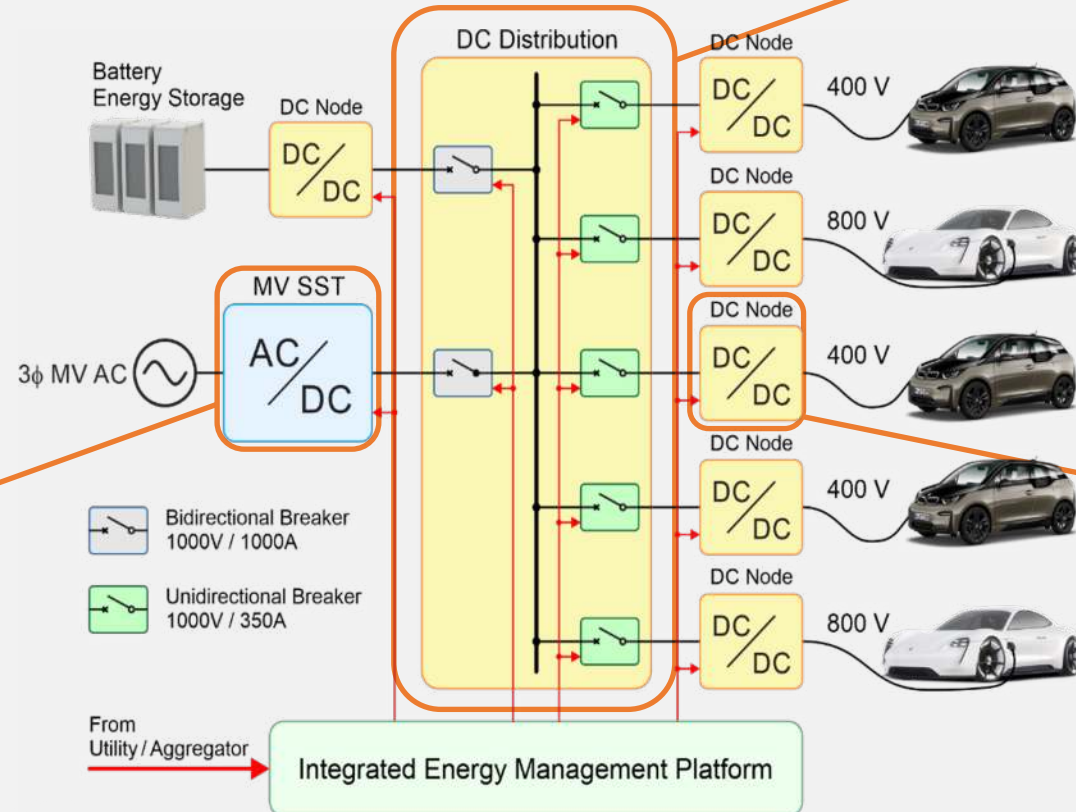 DC Distribution
Battery
Energy Storage
DC Node
DC/
DC
DC Node
DC/
DC
400 V
DC Node
DC/
DC
800 V
MV SST
3ϕ MV AC
AC/
DC
DC Node
DC/
DC
400 V
DC Node
DC/
DC
400 V
DC Node
DC/
DC
800 V
Bidirectional Breaker
1000V / 1000A
Unidirectional Breaker
1000V / 350A
From
Utility / Aggregator
Integrated Energy Management Platform